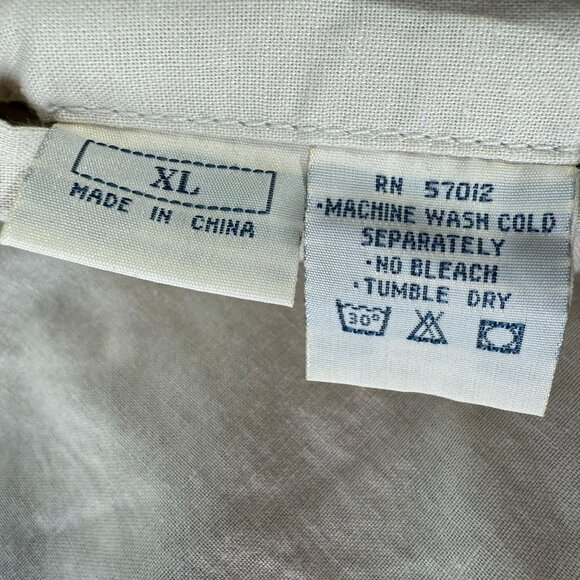 XL
MADE IN CHINA
RN 57012
•MACHINE WASH COLD
SEPARATELY
•NO BLEACH
•TUMBLE DRY
30°